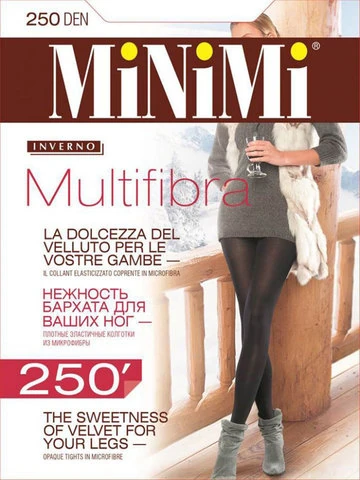 250 DEN
MiNiMi®
INVERNO
Multifibra
LA DOLCEZZA DEL
VELLUTO PER LE
VOSTRE GAMBE —
IL COLLANT ELASTICIZZATO COPRENTE IN MICROFIBRA
НЕЖНОСТЬ
БАРХАТА ДЛЯ
ВАШИХ НОГ —
ПЛОТНЫЕ ЭЛАСТИЧНЫЕ КОЛГОТКИ
ИЗ МИКРОФИБРЫ
250'
THE SWEETNESS
OF VELVET FOR
YOUR LEGS —
OPAQUE TIGHTS IN MICROFIBRE